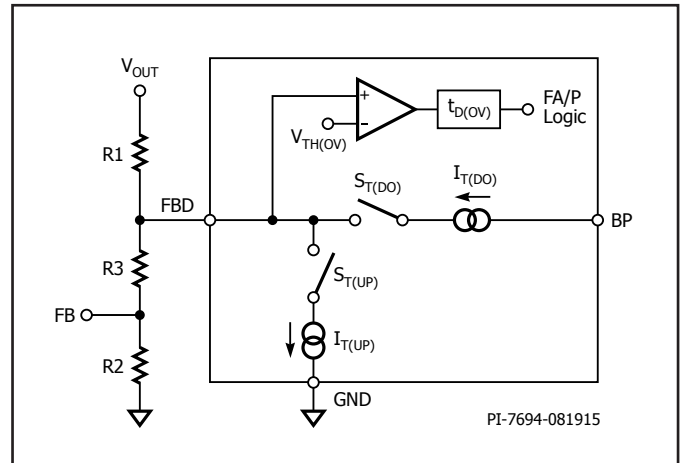 V_OUT
R1
FBD
R3
FB
R2
+
-
V_TH(OV)
t_D(OV)
FA/P
Logic
S_T(DO)
I_T(DO)
BP
S_T(UP)
I_T(UP)
GND
PI-7694-081915